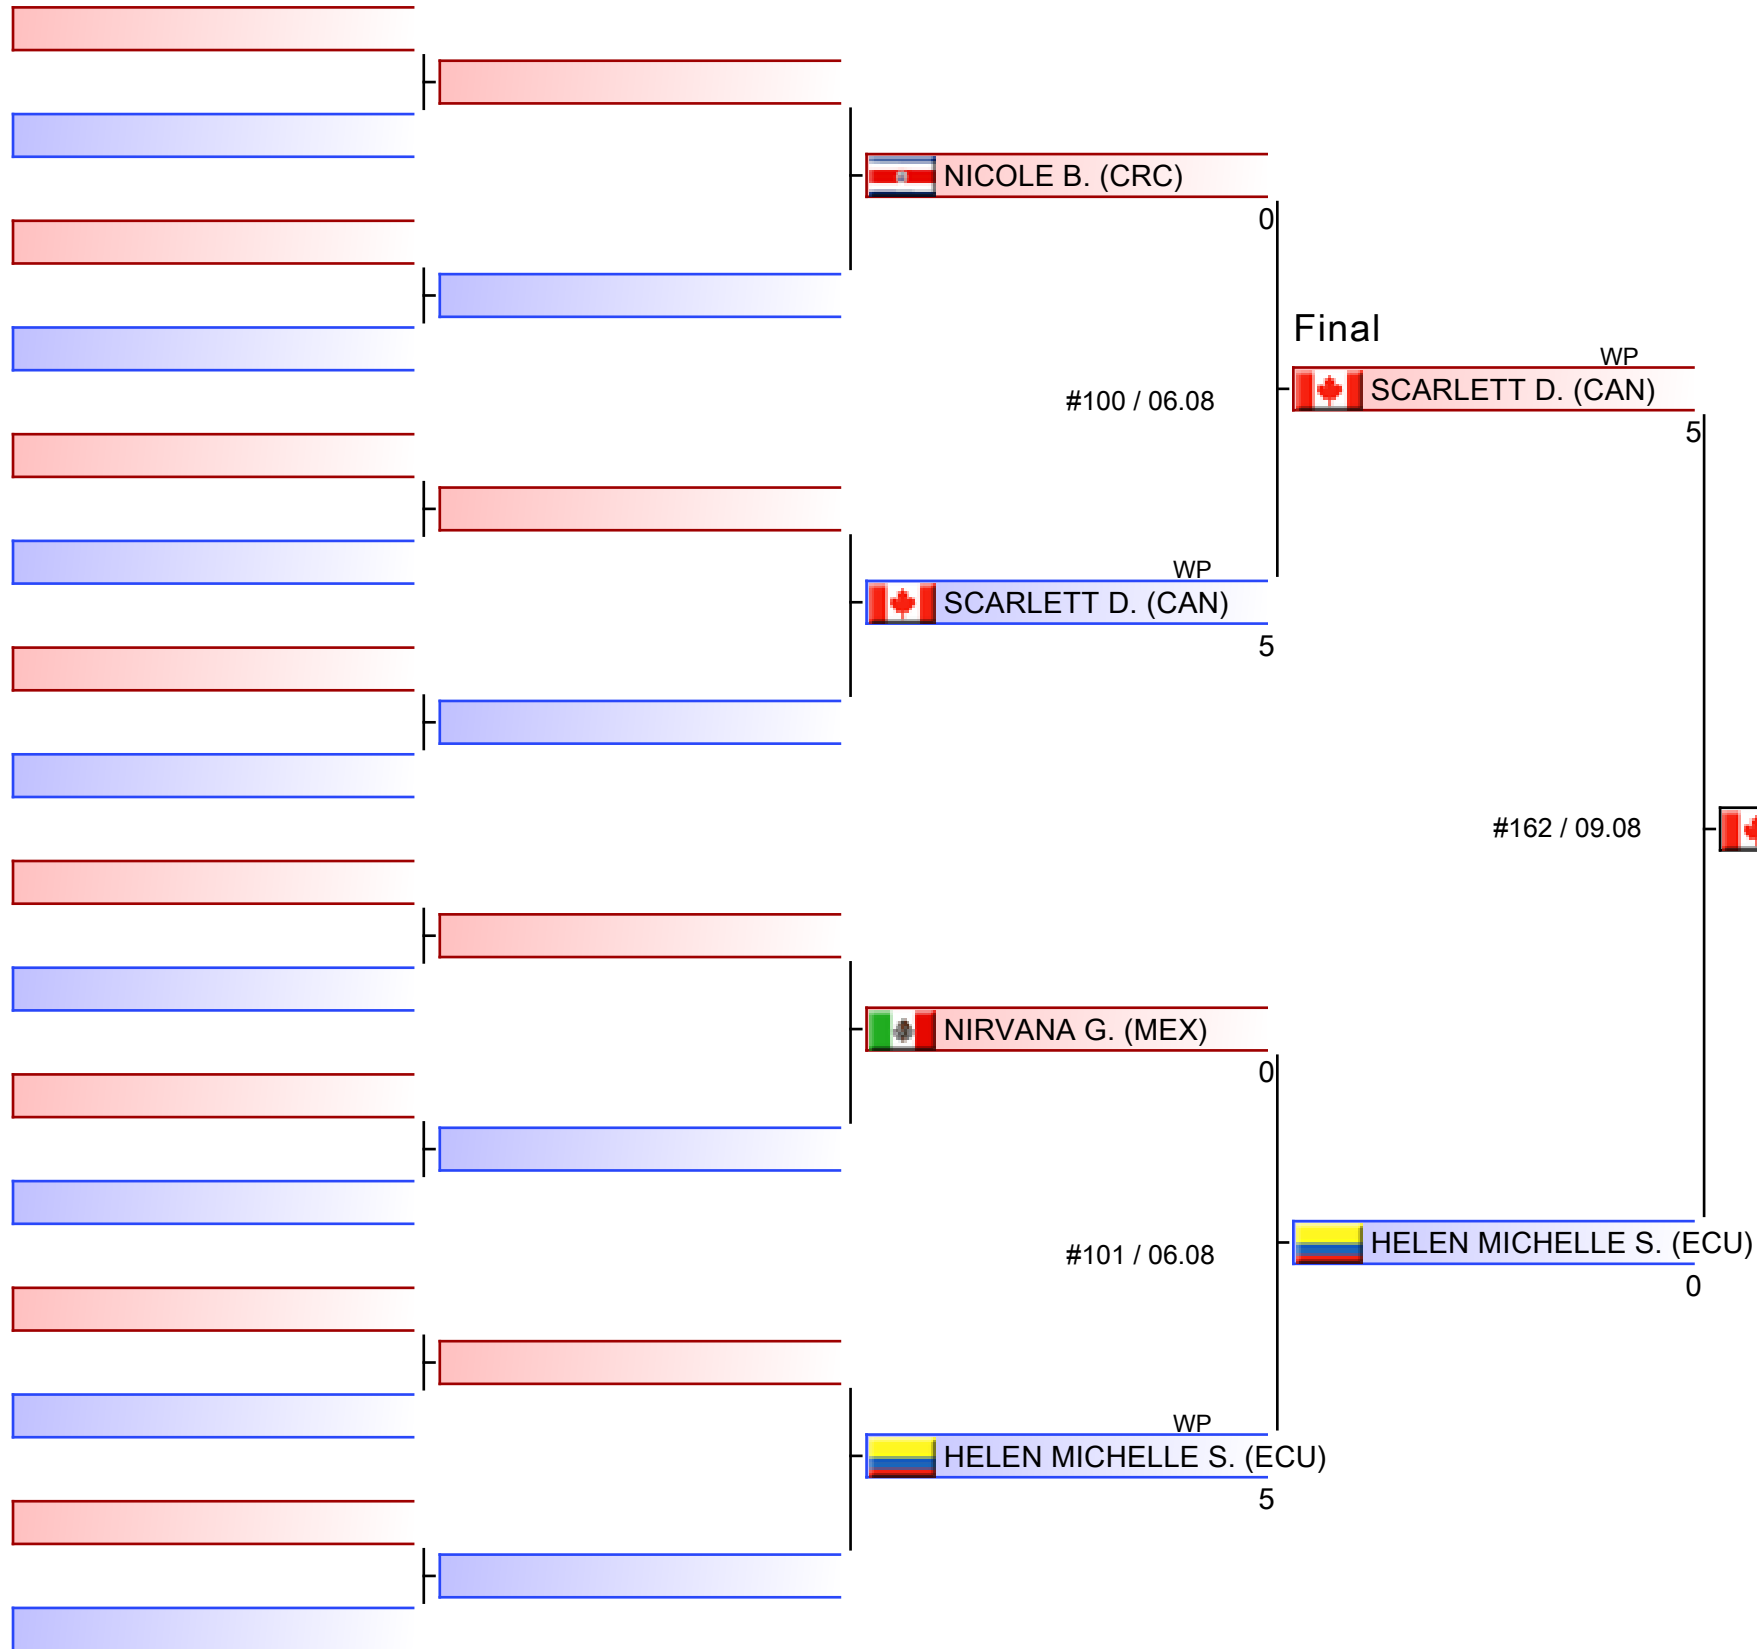 NICOLE B. (CRC)
0
Final
WP
#100 / 06.08
SCARLETT D. (CAN)
5
WP
SCARLETT D. (CAN)
5
#162 / 09.08
NIRVANA G. (MEX)
0
#101 / 06.08
HELEN MICHELLE S. (ECU)
0
WP
HELEN MICHELLE S. (ECU)
5